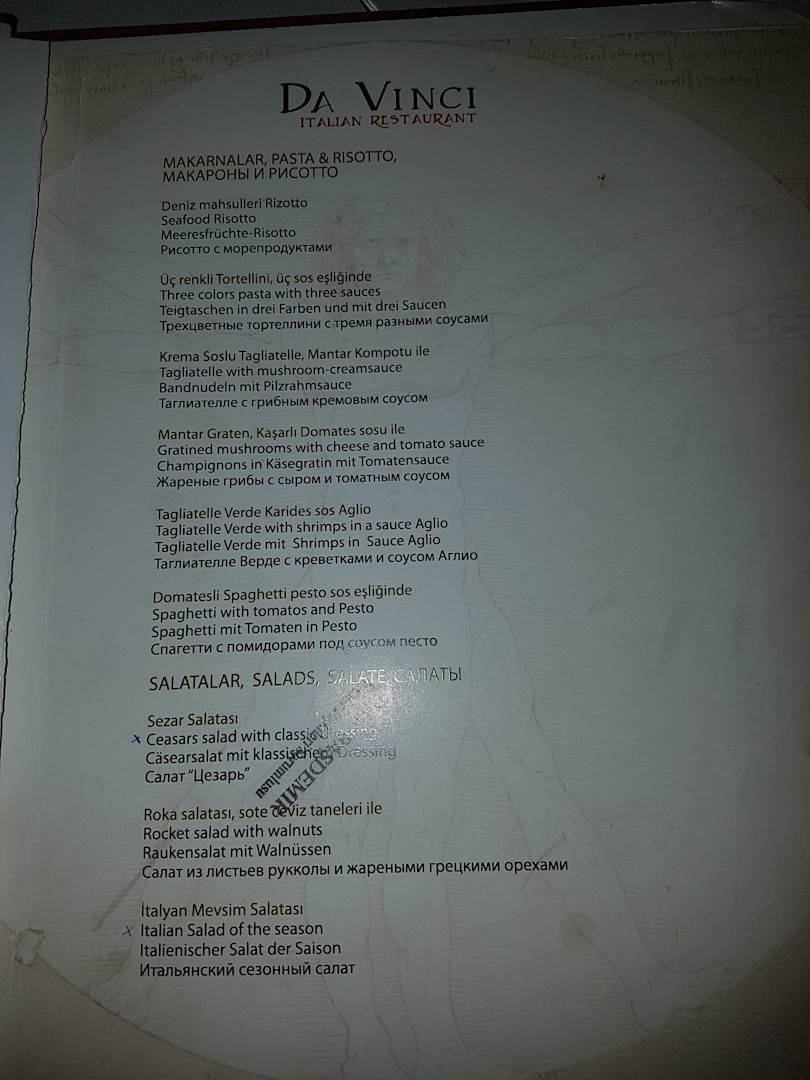 DA VINCI
ITALIAN RESTAURANT
MAKARNALAR, PASTA & RISOTTO,
МАКАРОНЫ И РИСОТТО
Deniz mahsulleri Rizotto
Seafood Risotto
Meeresfrüchte-Risotto
Рисотто с морепродуктами
Üç renkli Tortellini, üç sos eşliğinde
Three colors pasta with three sauces
Teigtaschen in drei Farben und mit drei Saucen
Трехцветные тортеллини с тремя разными соусами
Krema Soslu Tagliatelle, Mantar Kompotu ile
Tagliatelle with mushroom-creamsauce
Bandnudeln mit Pilzrahmsauce
Таглиателле с грибным кремовым соусом
Mantar Graten, Kaşarlı Domates sosu ile
Gratined mushrooms with cheese and tomato sauce
Champignons in Käsegratin mit Tomatensauce
Жареные грибы с сыром и томатным соусом
Tagliatelle Verde Karides sos Aglio
Tagliatelle Verde with shrimps in a sauce Aglio
Tagliatelle Verde mit Shrimps in Sauce Aglio
Таглиателле Верде с креветками и соусом Аглио
Domatesli Spaghetti pesto sos eşliğinde
Spaghetti with tomatos and Pesto
Spaghetti mit Tomaten in Pesto
Спагетти с помидорами под соусом песто
SALATALAR, SALADS, SALATE, САЛАТЫ
Sezar Salatası
x Ceasars salad with classic dressing
Cäsearsalat mit klassischem Dressing
Салат "Цезарь"
Roka salatası, sote ceviz taneleri ile
Rocket salad with walnuts
Raukensalat mit Walnüssen
Салат из листьев рукколы и жареными грецкими орехами
İtalyan Mevsim Salatası
x Italian Salad of the season
Italienischer Salat der Saison
Итальянский сезонный салат